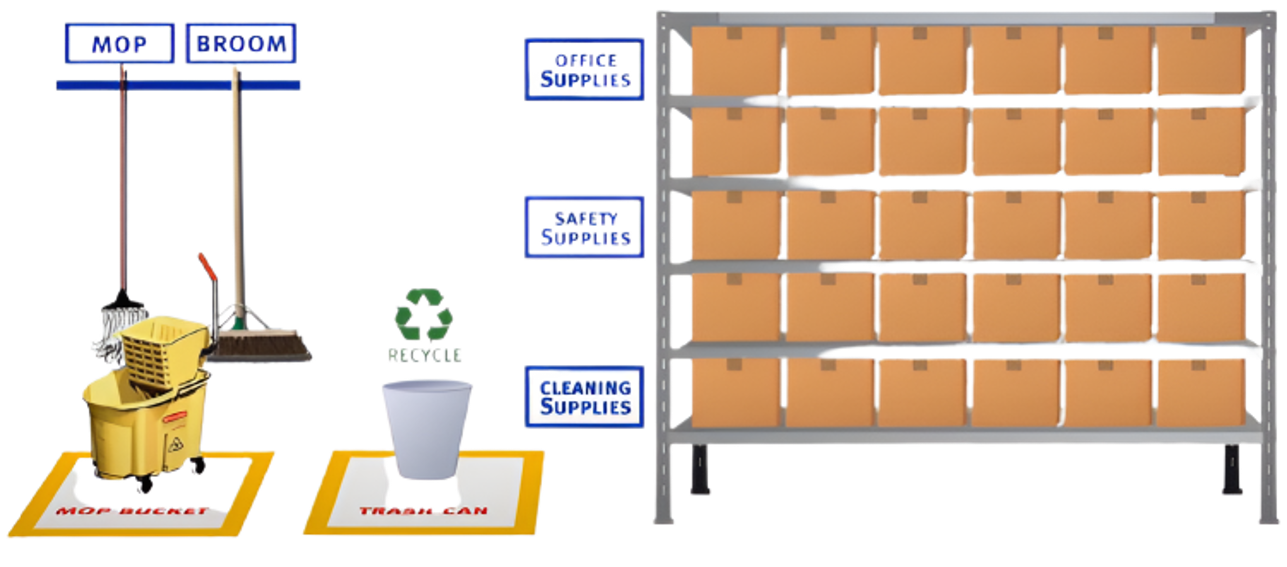 MOP
BROOM
OFFICE
SUPPLIES
SAFETY
SUPPLIES
RECYCLE
CLEANING
SUPPLIES
MOP BUCKET
TRASH CAN